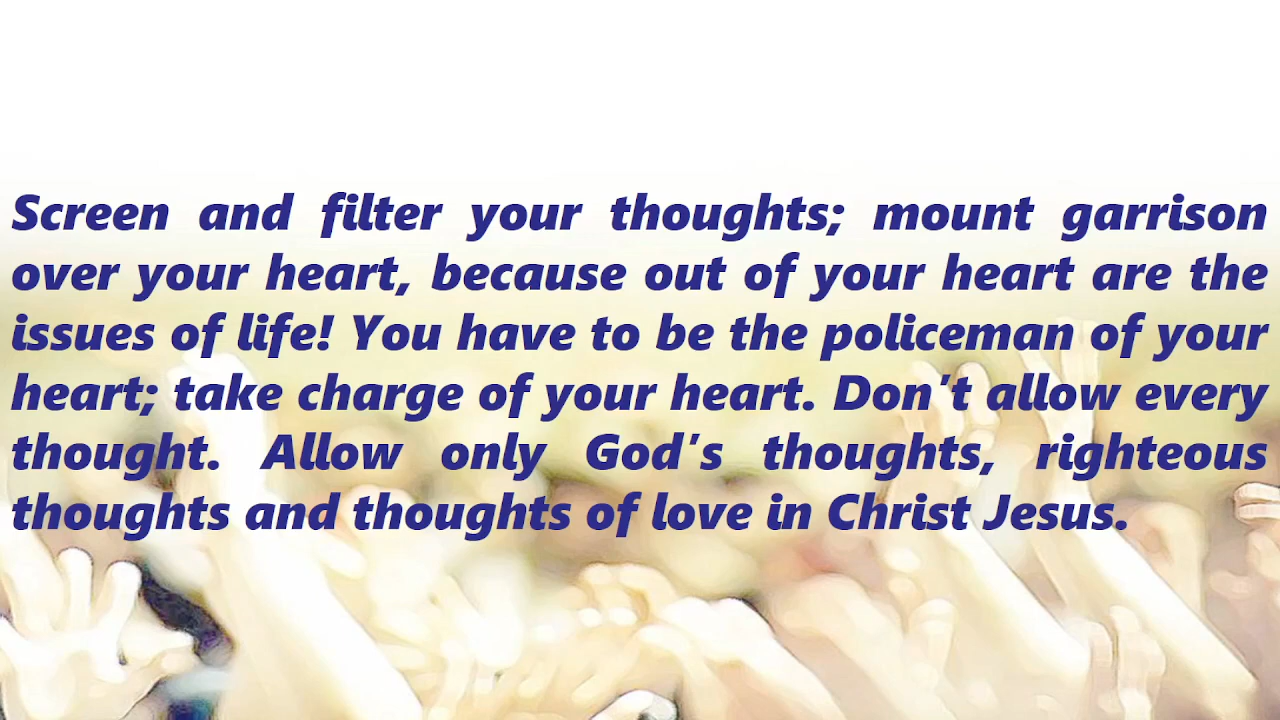 Screen and filter your thoughts; mount garrison
over your heart, because out of your heart are the
issues of life! You have to be the policeman of your
heart; take charge of your heart. Don't allow every
thought. Allow only God's thoughts, righteous
thoughts and thoughts of love in Christ Jesus.